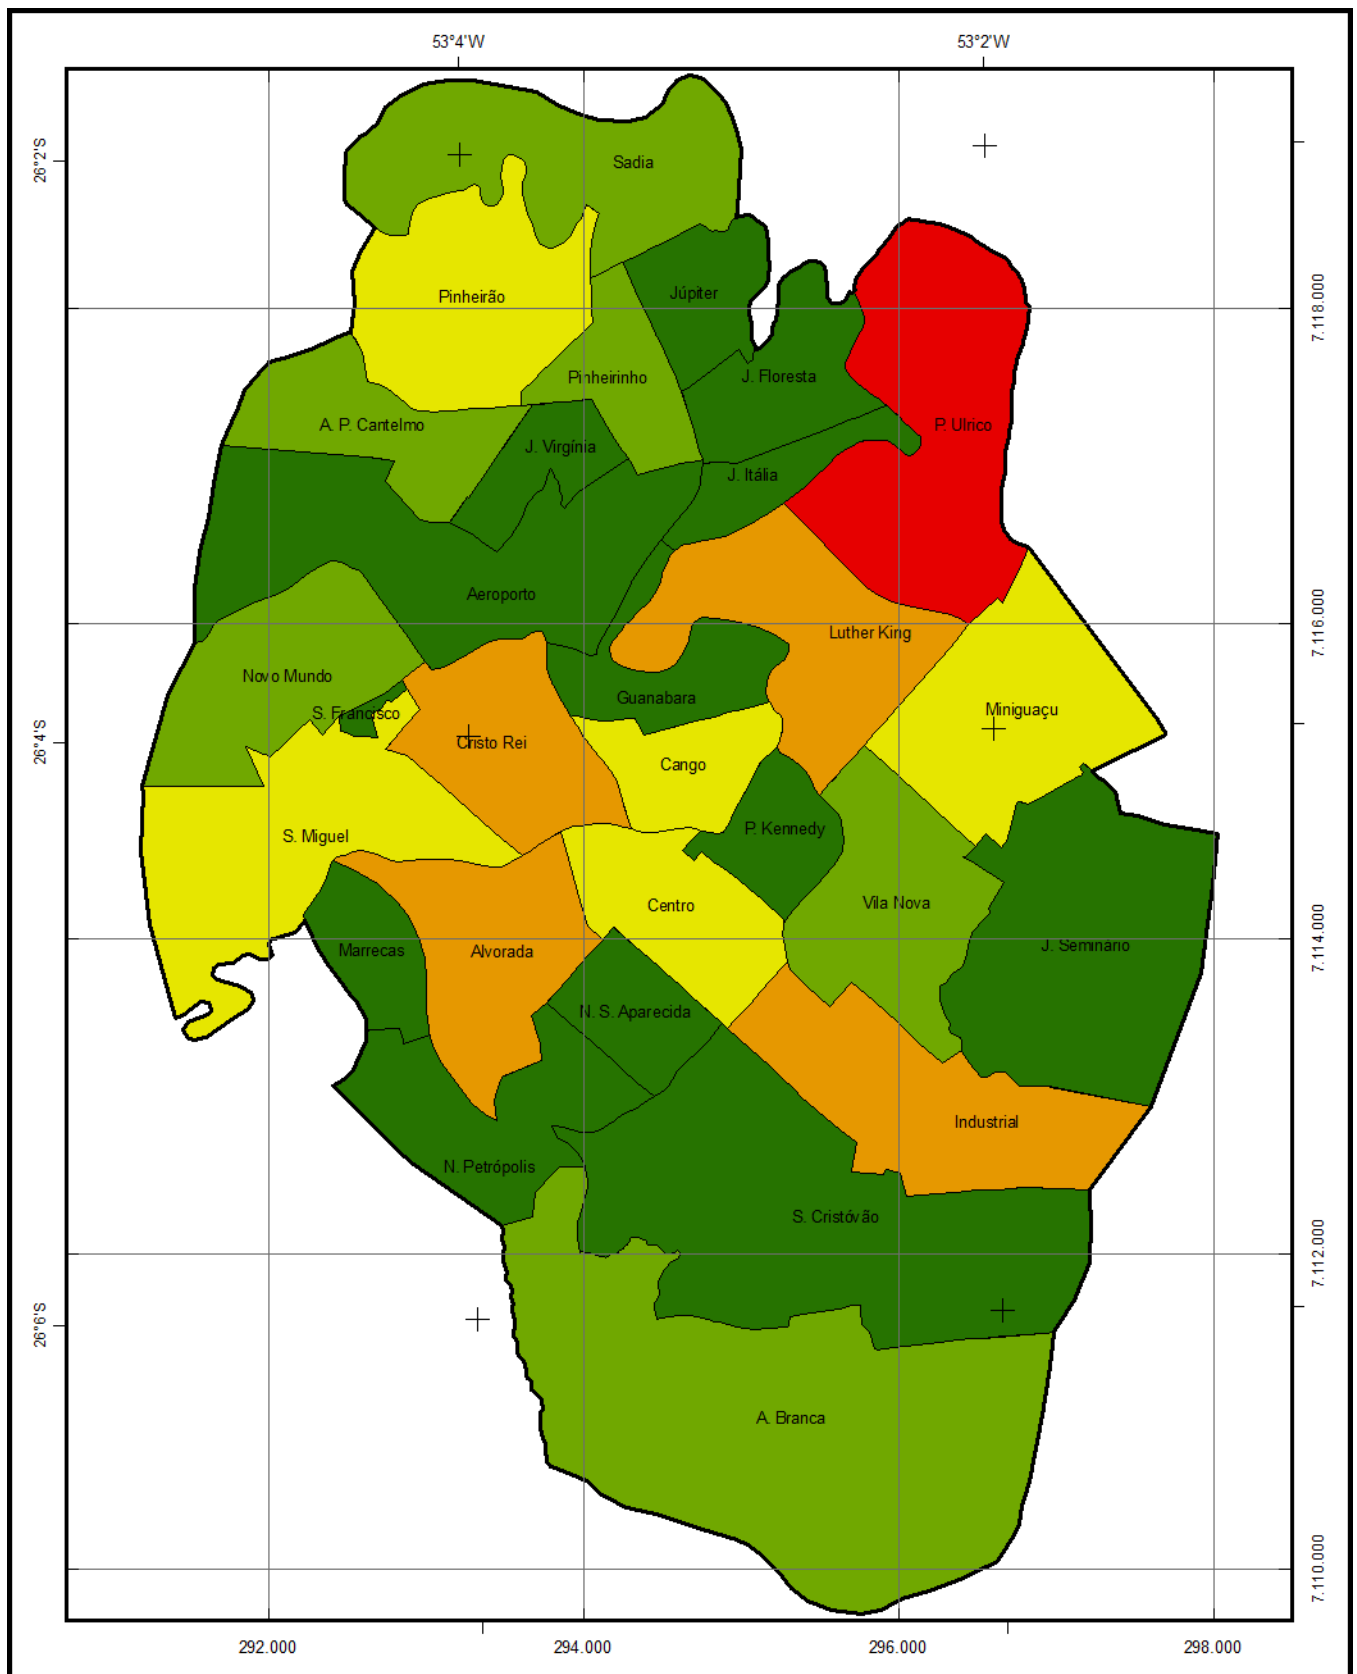 53°4'W
53°2'W
26°2'S
Sadia
Pinheirão
Júpiter
7.118.000
Pinheirinho
J. Floresta
A. P. Cantelmo
P. Ulrico
J. Virgínia
J. Itália
Aeroporto
7.116.000
Luther King
Novo Mundo
Guanabara
S. Francisco
Miniguaçu
26°4'S
Cristo Rei
Cango
P. Kennedy
S. Miguel
Vila Nova
Centro
7.114.000
Marrecas
Alvorada
J. Seminário
N. S. Aparecida
Industrial
N. Petrópolis
S. Cristóvão
7.112.000
26°6'S
A. Branca
7.110.000
292.000
294.000
296.000
298.000